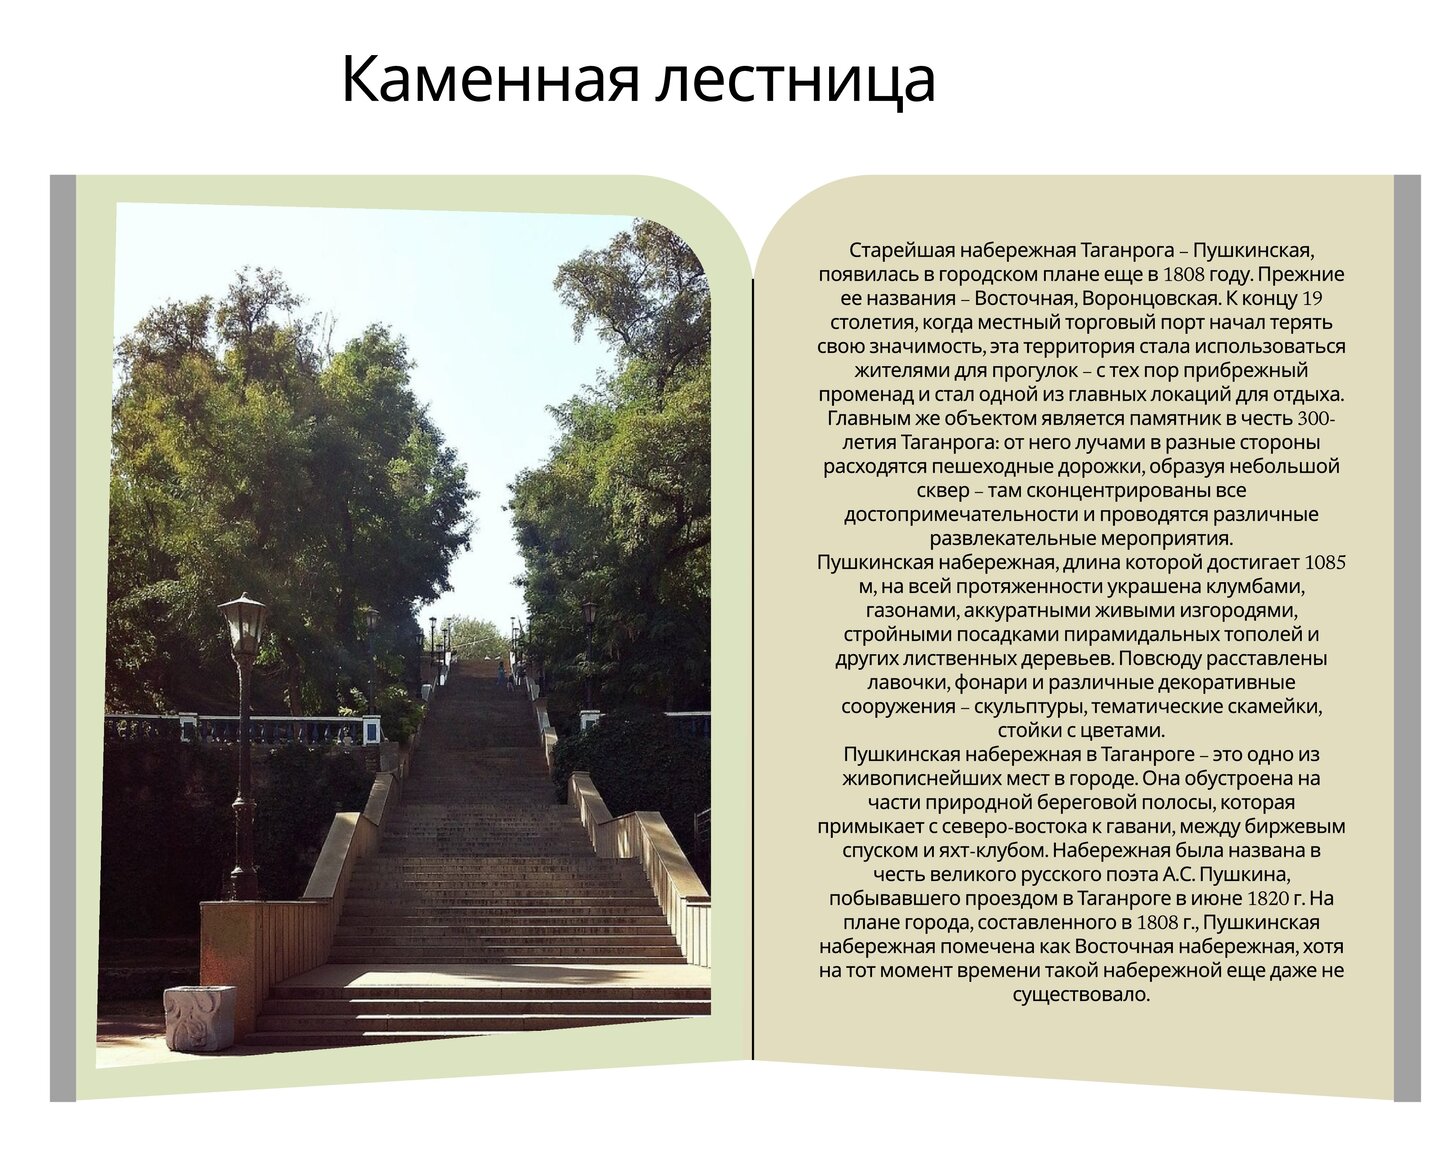 Каменная лестница
Старейшая набережная Таганрога – Пушкинская,
появилась в городском плане еще в 1808 году. Прежние
ее названия – Восточная, Воронцовская. К концу 19
столетия, когда местный торговый порт начал терять
свою значимость, эта территория стала использоваться
жителями для прогулок – с тех пор прибрежный
променад и стал одной из главных локаций для отдыха.
Главным же объектом является памятник в честь 300-
летия Таганрога: от него лучами в разные стороны
расходятся пешеходные дорожки, образуя небольшой
сквер – там сконцентрированы все
достопримечательности и проводятся различные
развлекательные мероприятия.
Пушкинская набережная, длина которой достигает 1085
м, на всей протяженности украшена клумбами,
газонами, аккуратными живыми изгородями,
стройными посадками пирамидальных тополей и
других лиственных деревьев. Повсюду расставлены
лавочки, фонари и различные декоративные
сооружения – скульптуры, тематические скамейки,
стойки с цветами.
Пушкинская набережная в Таганроге – это одно из
живописнейших мест в городе. Она обустроена на
части природной береговой полосы, которая
примыкает с северо-востока к гавани, между биржевым
спуском и яхт-клубом. Набережная была названа в
честь великого русского поэта А.С. Пушкина,
побывавшего проездом в Таганроге в июне 1820 г. На
плане города, составленного в 1808 г., Пушкинская
набережная помечена как Восточная набережная, хотя
на тот момент времени такой набережной еще даже не
существовало.